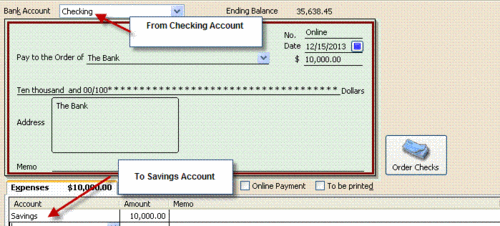 Bank Account Checking Ending Balance 35,638.45
From Checking Account
No. Online
Date 12/15/2013
Pay to the Order of The Bank $ 10,000.00
Ten thousand and 00/100* * * * * * * * * * * * * * * * * * * * * * * * * * * * * * * * * * * * * * Dollars
The Bank
Address
Memo
To Savings Account
Order Checks
Expenses $10,000.00 Online Payment To be printed
Account Amount Memo
Savings 10,000.00